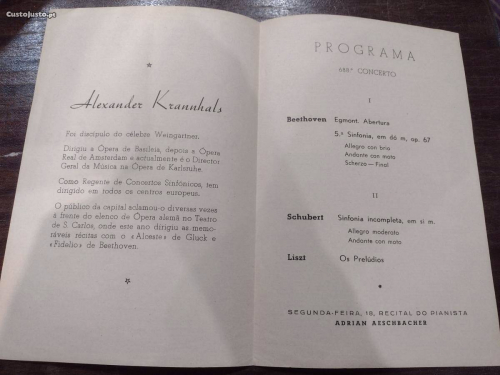 CustoJusto.pt
Alexander Krannhals
Foi discípulo do célebre Weingartner.
Dirigiu a Ópera de Basileia, depois a Ópera
Real de Amsterdam e actualmente é o Director
Geral da Música na Ópera de Karlsruhe.
Como Regente de Concertos Sinfónicos, tem
dirigido em todos os centros europeus.
O público da capital aclamou-o diversas vezes
à frente do elenco de Ópera alemã no Teatro
de S. Carlos, onde este ano dirigiu as memo-
ráveis récitas com o «Alceste» de Gluck e
«Fidelio» de Beethoven.
PROGRAMA
CONCERTO
I
Beethoven Egmont. Abertura
5.ª Sinfonia, em dó m, op. 67
Allegro con brio
Andante con moto
Scherzo — Final
II
Schubert Sinfonia incompleta, em si m.
Allegro moderato
Andante con moto
Liszt Os Prelúdios
SEGUNDA-FEIRA, 18, RECITAL DO PIANISTA
ADRIAN AESCHBACHER